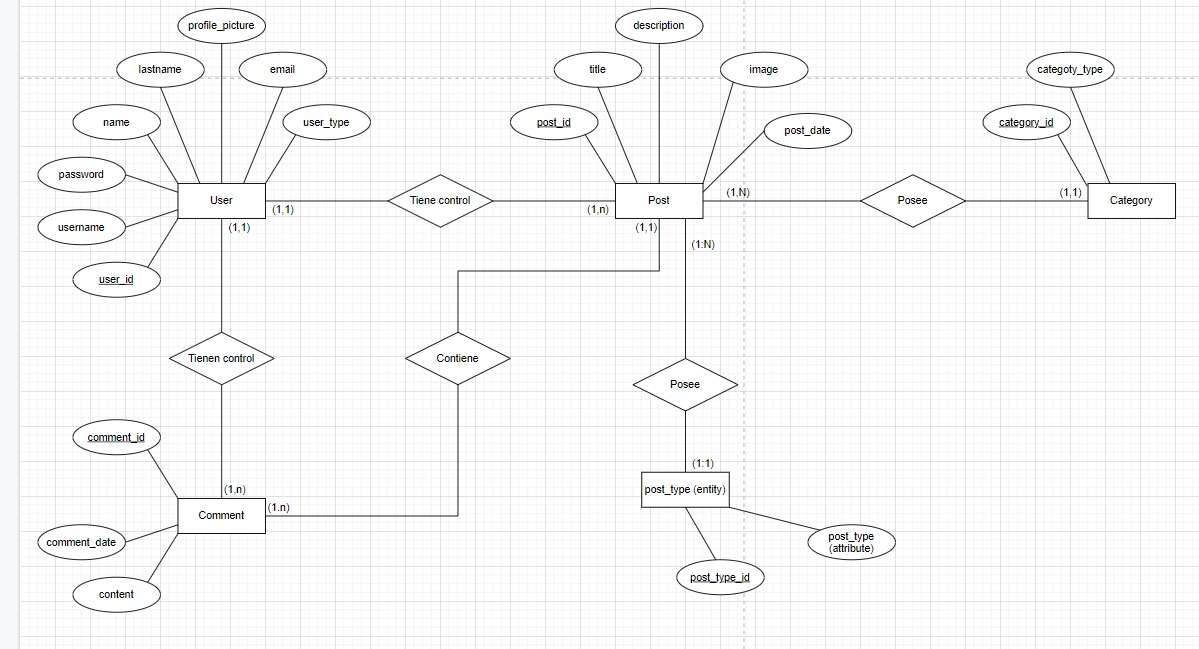 profile_picture
description
lastname
email
title
image
categoty_type
name
user_type
post_id
post_date
category_id
password
User
(1,1)
Tiene control
(1,n)
Post
(1,N)
Posee
(1,1)
Category
username
(1,1)
(1,1)
(1:N)
user_id
Tienen control
Contiene
Posee
comment_id
(1:1)
(1,n)
post_type (entity)
(1.n)
Comment
comment_date
post_type
(attribute)
post_type_id
content